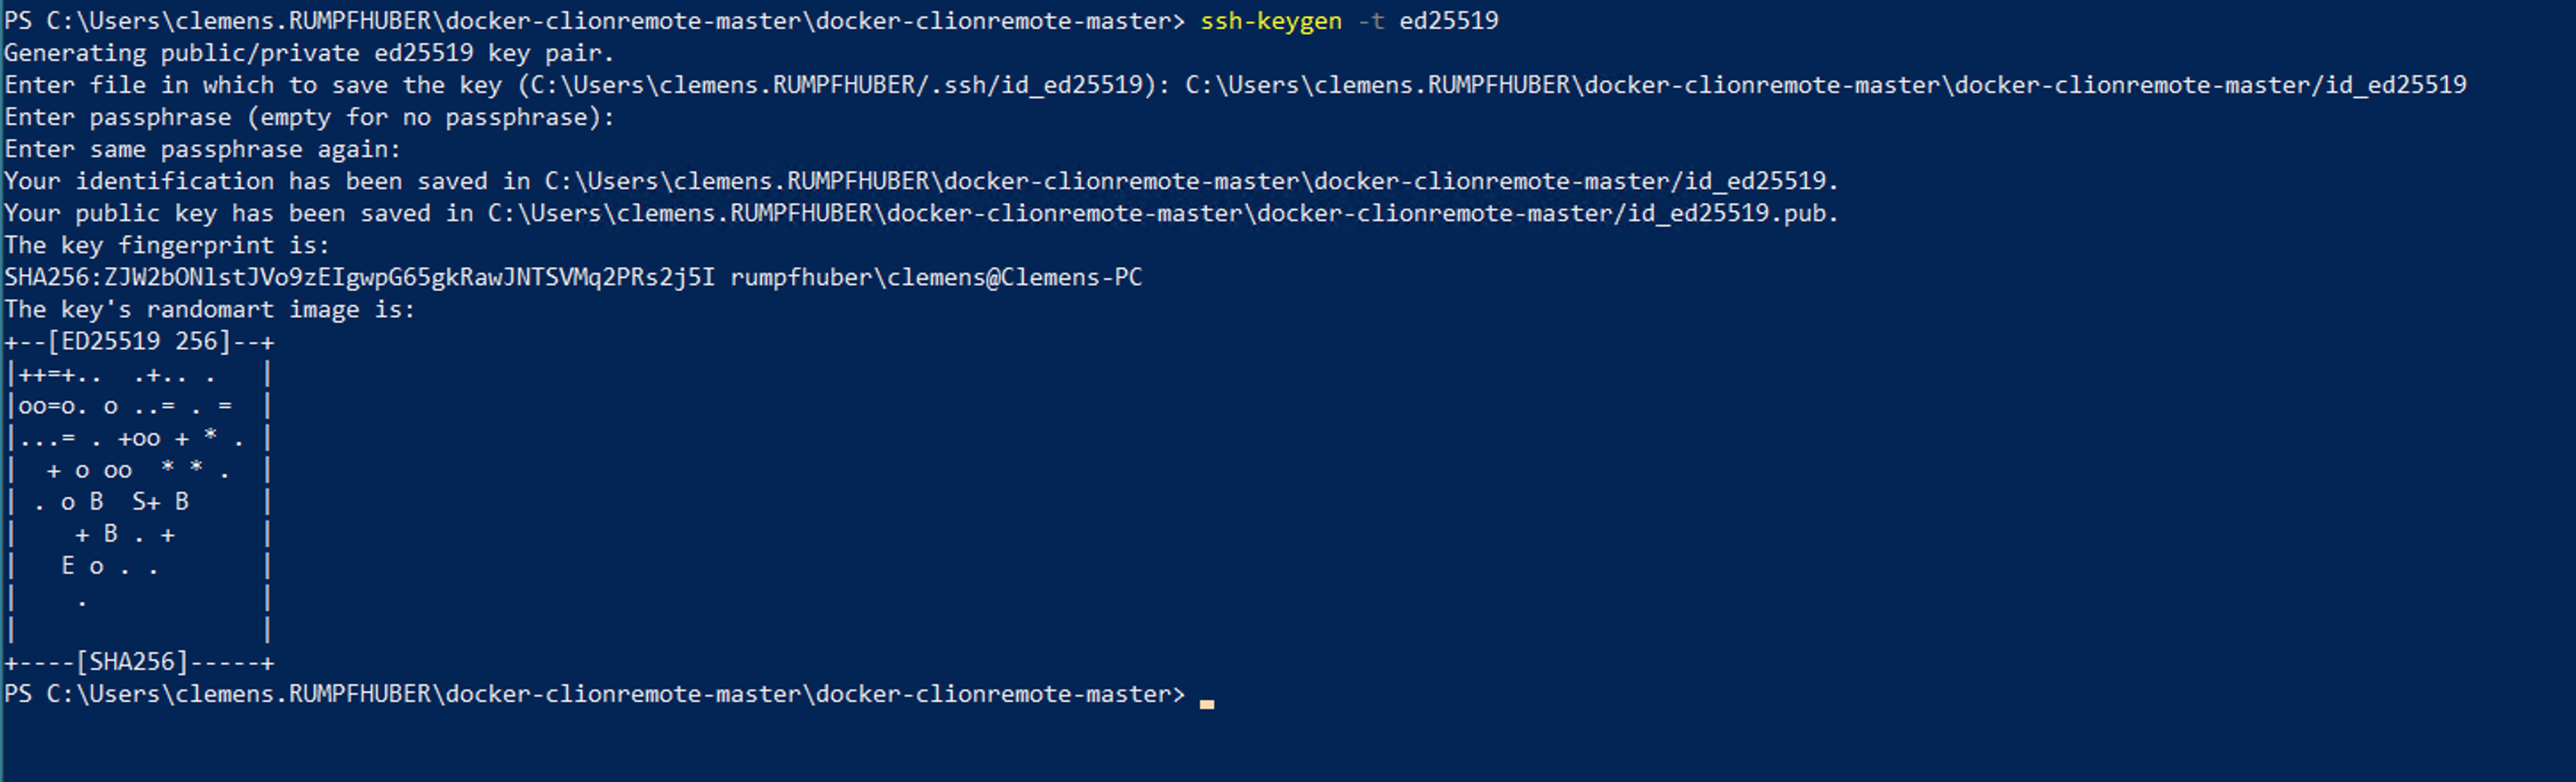 PS C:\Users\clemens.RUMPFHUBER\docker-clionremote-master\docker-clionremote-master> ssh-keygen -t ed25519
Generating public/private ed25519 key pair.
Enter file in which to save the key (C:\Users\clemens.RUMPFHUBER/.ssh/id_ed25519): C:\Users\clemens.RUMPFHUBER\docker-clionremote-master\docker-clionremote-master/id_ed25519
Enter passphrase (empty for no passphrase):
Enter same passphrase again:
Your identification has been saved in C:\Users\clemens.RUMPFHUBER\docker-clionremote-master\docker-clionremote-master/id_ed25519.
Your public key has been saved in C:\Users\clemens.RUMPFHUBER\docker-clionremote-master\docker-clionremote-master/id_ed25519.pub.
The key fingerprint is:
SHA256:ZJW2bONlstJVo9zEIgwpG65gkRawJNTSVMq2PRs2j5I rumpfhuber\clemens@Clemens-PC
The key's randomart image is:
+--[ED25519 256]--+
|++=+..  .+.. .   |
|oo=o. o ..= . =  |
|...= . +oo + * . |
|  + o oo  * * .  |
| . o B  S+ B     |
|    + B . +      |
|   E o . .       |
|    .            |
|                 |
+----[SHA256]-----+
PS C:\Users\clemens.RUMPFHUBER\docker-clionremote-master\docker-clionremote-master>